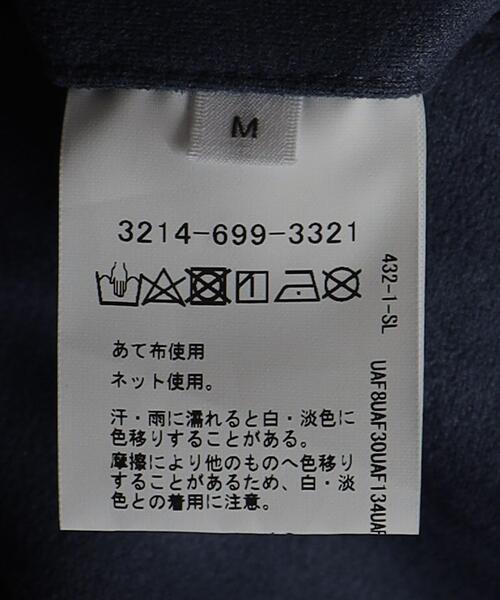 M
3214-699-3321
あて布使用
ネット使用。
汗・雨に濡れると白・淡色に
色移りすることがある。
摩擦により他のものへ色移り
することがあるため、白・淡
色との着用に注意。
432-1-SL UAF8UAF30UAF134UAF